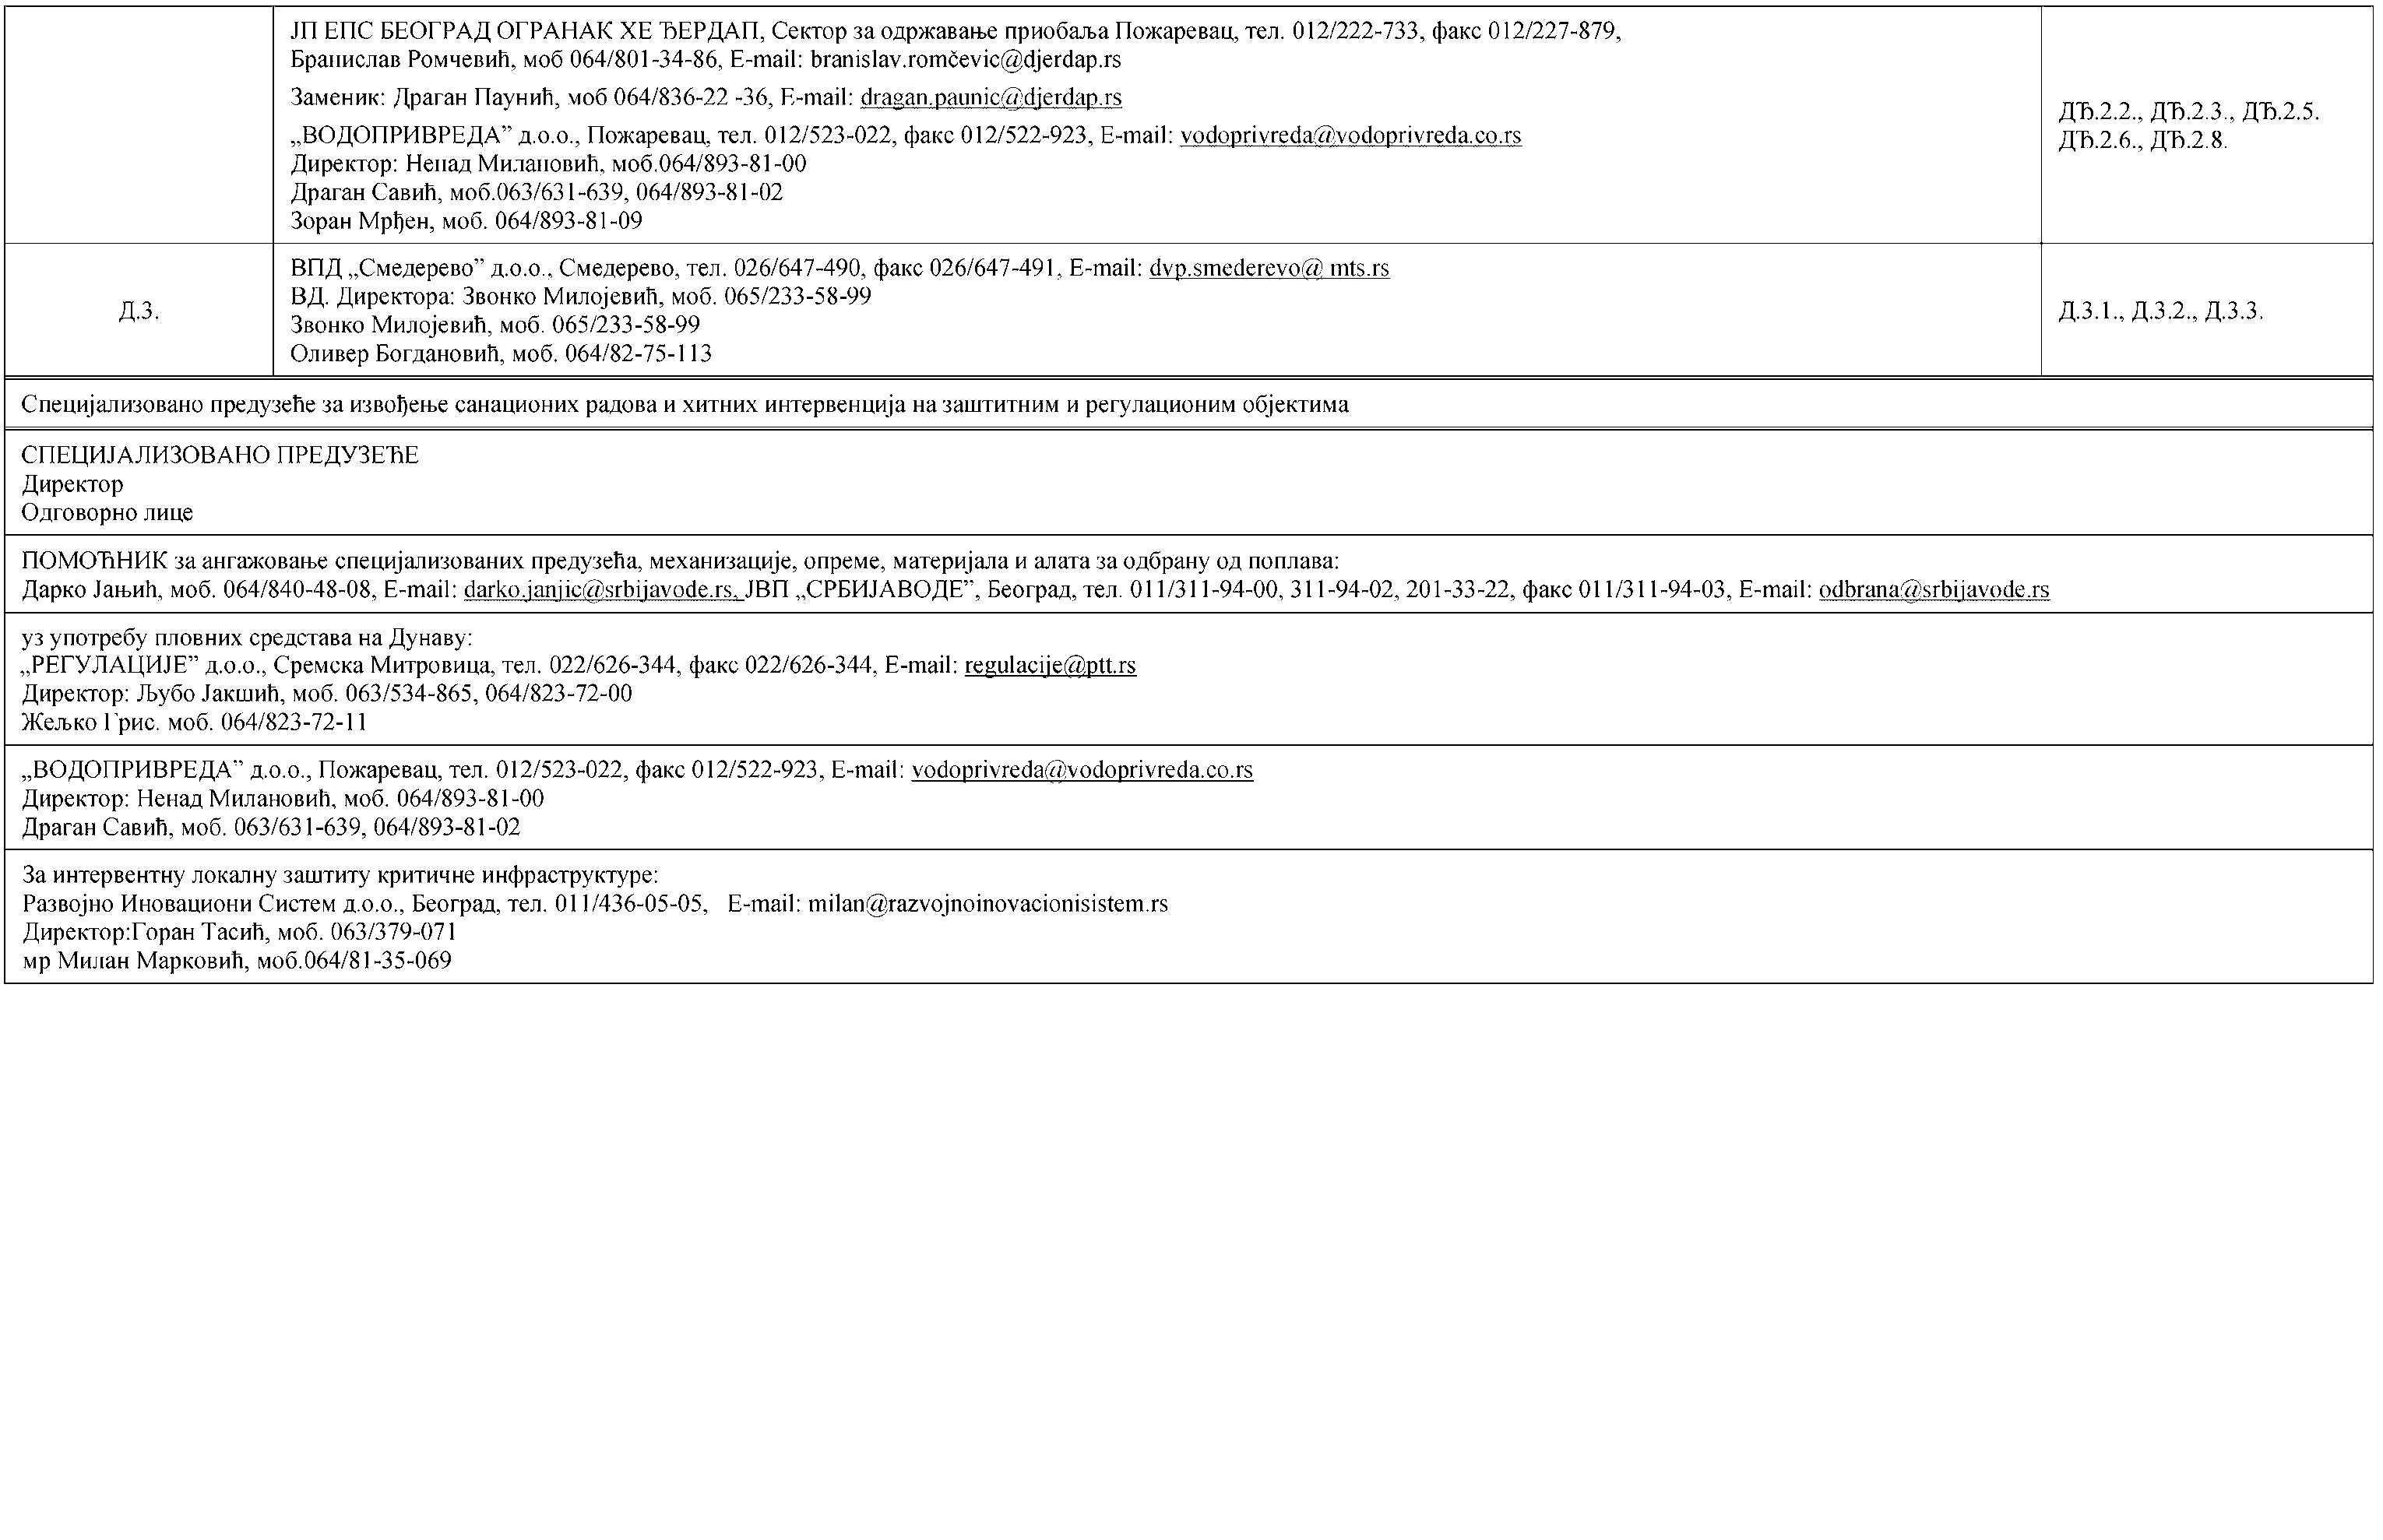 ЈП ЕПС БЕОГРАД ОГРАНАК ХЕ ЂЕРДАП, Сектор за одржавање приобаља Пожаревац, тел. 012/222-733, факс 012/227-879,
Бранислав Ромчевић, моб 064/801-34-86, E-mail: branislav.romčevic@djerdap.rs
Заменик: Драган Паунић, моб 064/836-22 -36, E-mail: dragan.paunic@djerdap.rs
„ВОДОПРИВРЕДА” д.о.о., Пожаревац, тел. 012/523-022, факс 012/522-923, E-mail: vodoprivreda@vodoprivreda.co.rs
Директор: Ненад Милановић, моб.064/893-81-00
Драган Савић, моб.063/631-639, 064/893-81-02
Зоран Мрђен, моб. 064/893-81-09
ДЂ.2.2., ДЂ.2.3., ДЂ.2.5.
ДЂ.2.6., ДЂ.2.8.
Д.3.
ВПД „Смедерево” д.о.о., Смедерево, тел. 026/647-490, факс 026/647-491, E-mail: dvp.smederevo@ mts.rs
ВД. Директора: Звонко Милојевић, моб. 065/233-58-99
Звонко Милојевић, моб. 065/233-58-99
Оливер Богдановић, моб. 064/82-75-113
Д.3.1., Д.3.2., Д.3.3.
Специјализовано предузеће за извођење санационих радова и хитних интервенција на заштитним и регулационим објектима
СПЕЦИЈАЛИЗОВАНО ПРЕДУЗЕЋЕ
Директор
Одговорно лице
ПОМОЋНИК за ангажовање специјализованих предузећа, механизације, опреме, материјала и алата за одбрану од поплава:
Дарко Јањић, моб. 064/840-48-08, E-mail: darko.janjic@srbijavode.rs, ЈВП „СРБИЈАВОДЕ”, Београд, тел. 011/311-94-00, 311-94-02, 201-33-22, факс 011/311-94-03, E-mail: odbrana@srbijavode.rs
уз употребу пловних средстава на Дунаву:
„РЕГУЛАЦИЈЕ” д.о.о., Сремска Митровица, тел. 022/626-344, факс 022/626-344, E-mail: regulacije@ptt.rs
Директор: Љубо Јакшић, моб. 063/534-865, 064/823-72-00
Жељко Грис. моб. 064/823-72-11
„ВОДОПРИВРЕДА” д.о.о., Пожаревац, тел. 012/523-022, факс 012/522-923, E-mail: vodoprivreda@vodoprivreda.co.rs
Директор: Ненад Милановић, моб. 064/893-81-00
Драган Савић, моб. 063/631-639, 064/893-81-02
За интервентну локалну заштиту критичне инфраструктуре:
Развојно Иновациони Систем д.о.о., Београд, тел. 011/436-05-05, E-mail: milan@razvojnoinovacionisistem.rs
Директор:Горан Тасић, моб. 063/379-071
мр Милан Марковић, моб.064/81-35-069